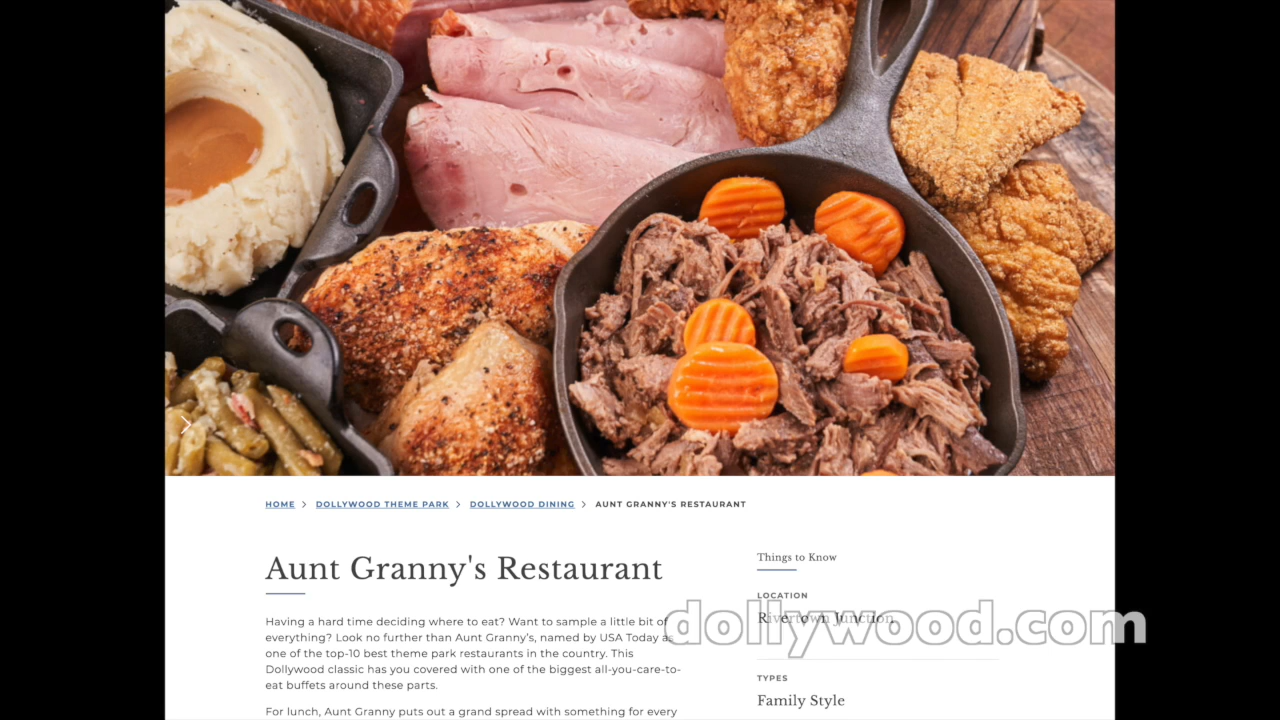 HOME > DOLLYWOOD THEME PARK > DOLLYWOOD DINING > AUNT GRANNY'S RESTAURANT
Aunt Granny's Restaurant
Having a hard time deciding where to eat? Want to sample a little bit of
everything? Look no further than Aunt Granny's, named by USA Today as
one of the top-10 best theme park restaurants in the country. This
Dollywood classic has you covered with one of the biggest all-you-care-to-
eat buffets around these parts.
For lunch, Aunt Granny puts out a grand spread with something for every
Things to Know
LOCATION
Rivertown Junction
dollywood.com
TYPES
Family Style